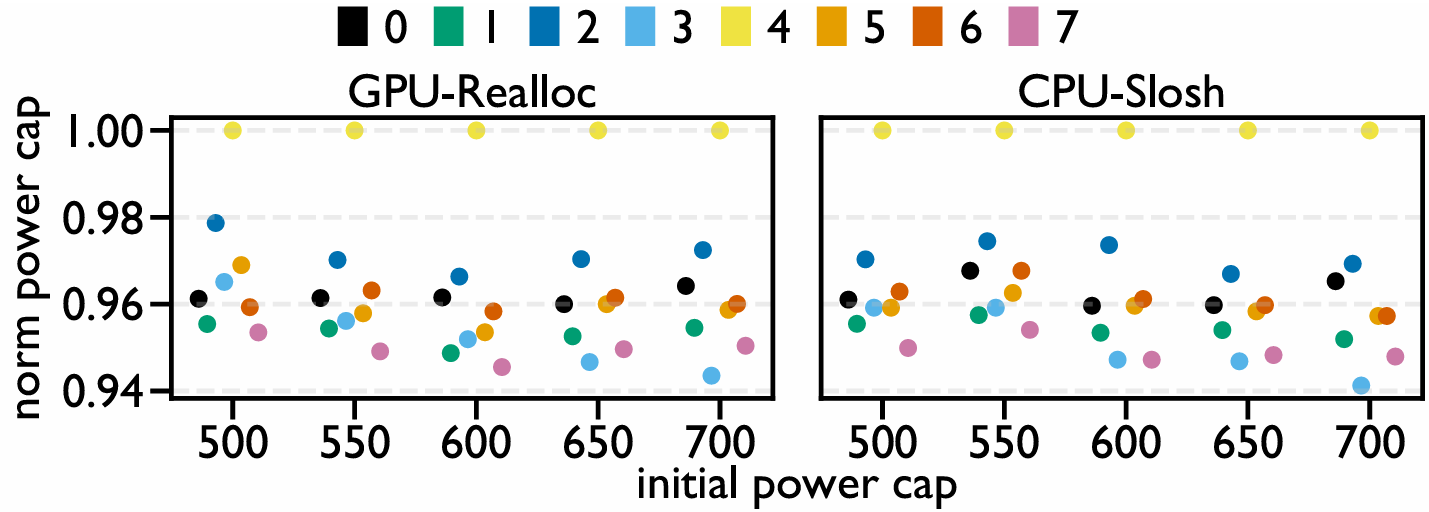 0 1 2 3 4 5 6 7
GPU-Realloc CPU-Slosh
norm power cap
1.00
0.98
0.96
0.94
500 550 600 650 700 500 550 600 650 700
initial power cap